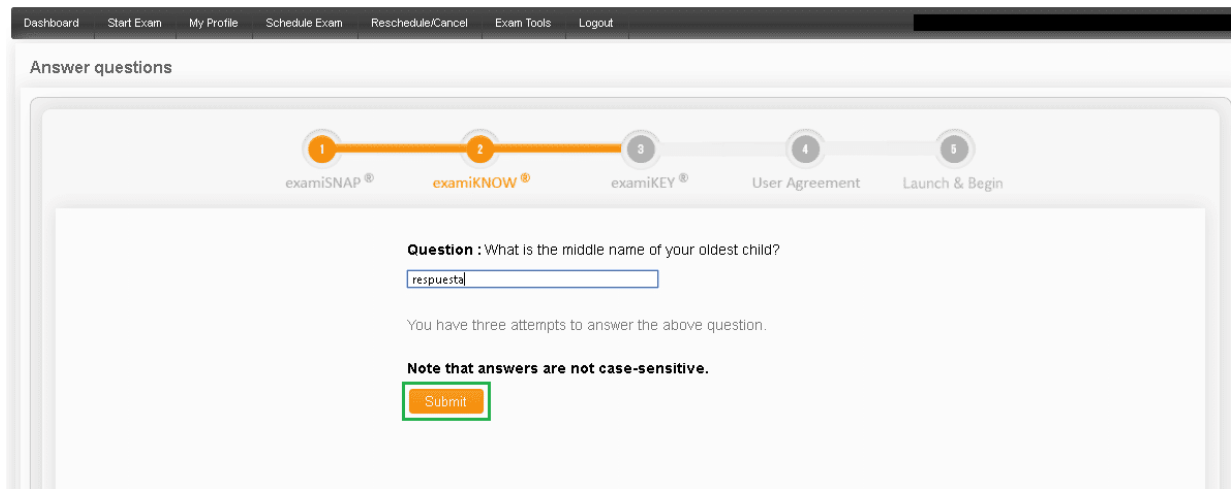 Dashboard Start Exam My Profile Schedule Exam Reschedule/Cancel Exam Tools Logout
Answer questions
1 2 3 4 5
examiSNAP ® examiKNOW ® examiKEY ® User Agreement Launch & Begin
Question : What is the middle name of your oldest child?
respuesta
You have three attempts to answer the above question.
Note that answers are not case-sensitive.
Submit